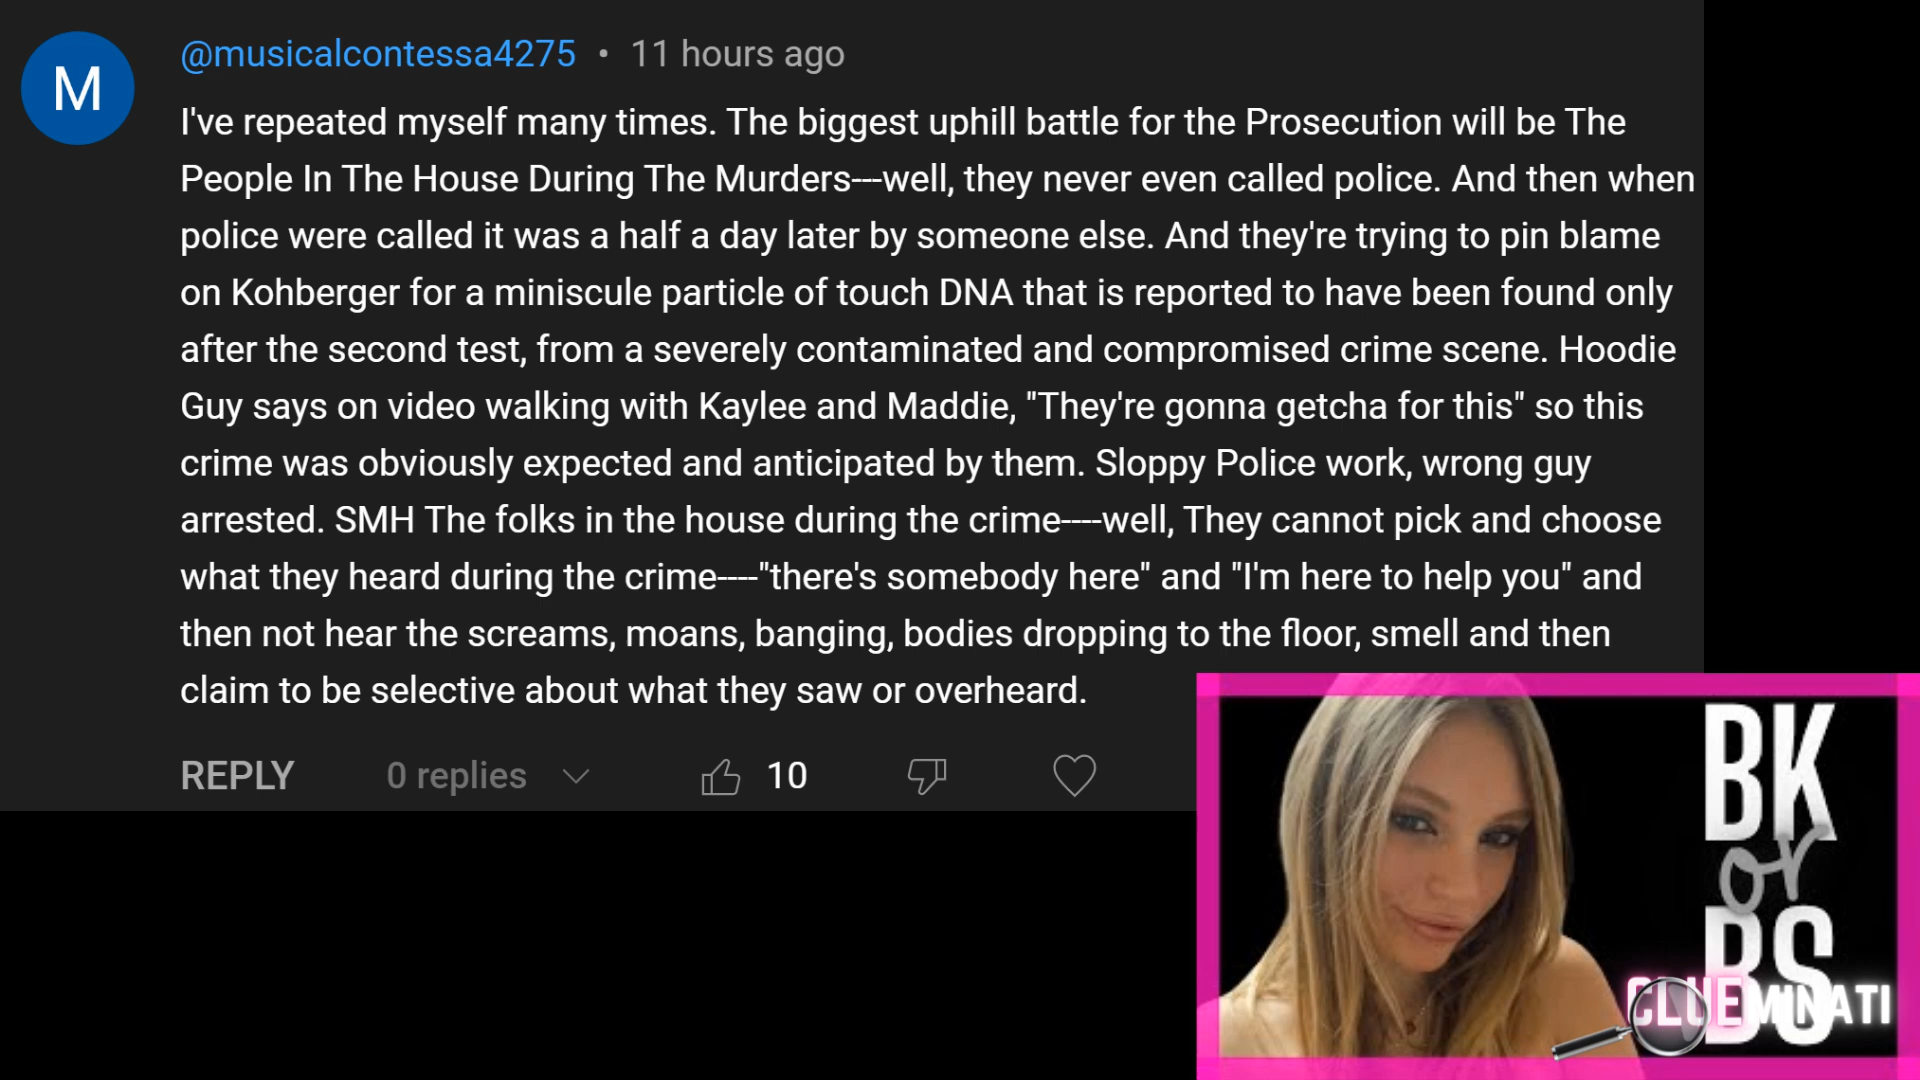 M
@musicalcontessa4275 • 11 hours ago
I've repeated myself many times. The biggest uphill battle for the Prosecution will be The
People In The House During The Murders---well, they never even called police. And then when
police were called it was a half a day later by someone else. And they're trying to pin blame
on Kohberger for a miniscule particle of touch DNA that is reported to have been found only
after the second test, from a severely contaminated and compromised crime scene. Hoodie
Guy says on video walking with Kaylee and Maddie, "They're gonna getcha for this" so this
crime was obviously expected and anticipated by them. Sloppy Police work, wrong guy
arrested. SMH The folks in the house during the crime----well, They cannot pick and choose
what they heard during the crime----"there's somebody here" and "I'm here to help you" and
then not hear the screams, moans, banging, bodies dropping to the floor, smell and then
claim to be selective about what they saw or overheard.
REPLY 0 replies 10
BK
or
BS
CLUEMINATI